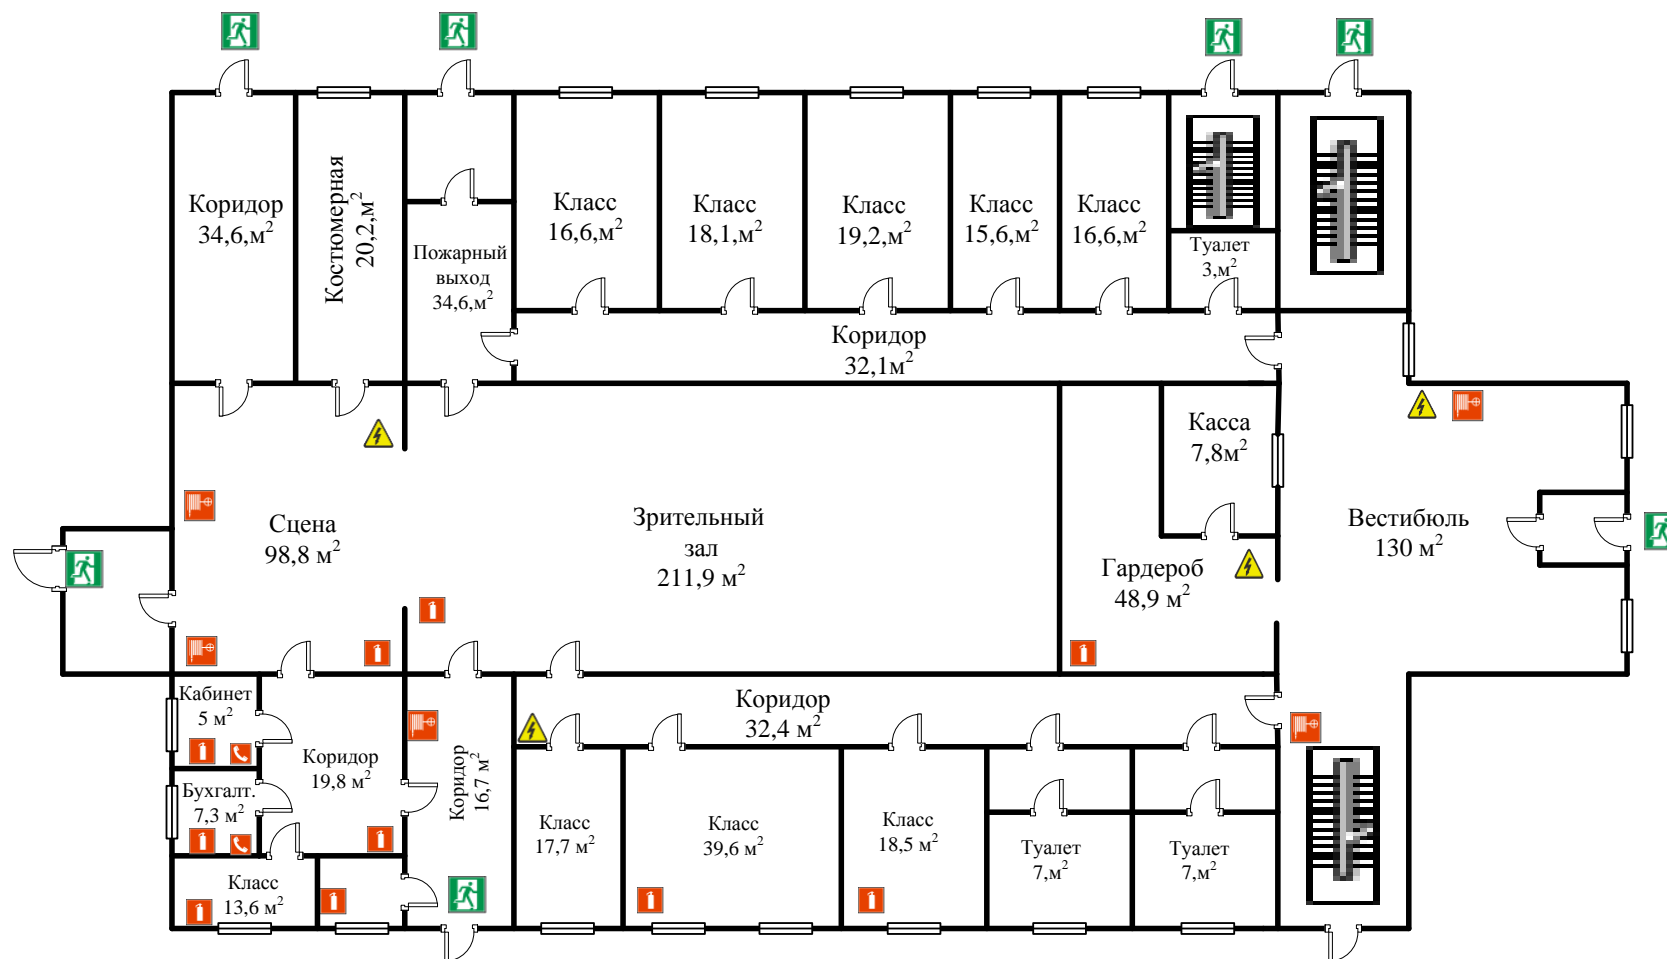 Коридор
34,6,м²
Костюмерная
20,2,м²
Пожарный
выход
34,6,м²
Класс
16,6,м²
Класс
18,1,м²
Класс
19,2,м²
Класс
15,6,м²
Класс
16,6,м²
Туалет
3,м²
Коридор
32,1м²
Касса
7,8м²
Сцена
98,8 м²
Зрительный
зал
211,9 м²
Гардероб
48,9 м²
Вестибюль
130 м²
Кабинет
5 м²
Коридор
19,8 м²
Бухгалт.
7,3 м²
Класс
13,6 м²
Коридор
16,7 м²
Коридор
32,4 м²
Класс
17,7 м²
Класс
39,6 м²
Класс
18,5 м²
Туалет
7,м²
Туалет
7,м²